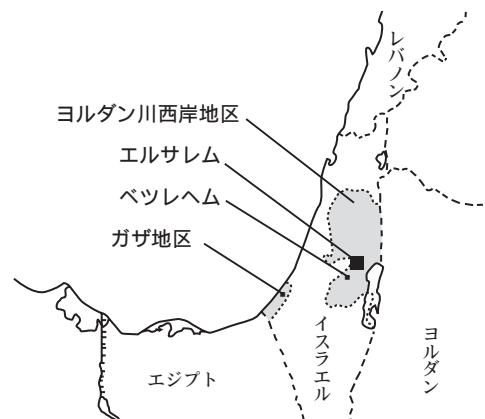 レバノン
ヨルダン川西岸地区
エルサレム
ベツレヘム
ガザ地区
イスラエル
ヨルダン
エジプト